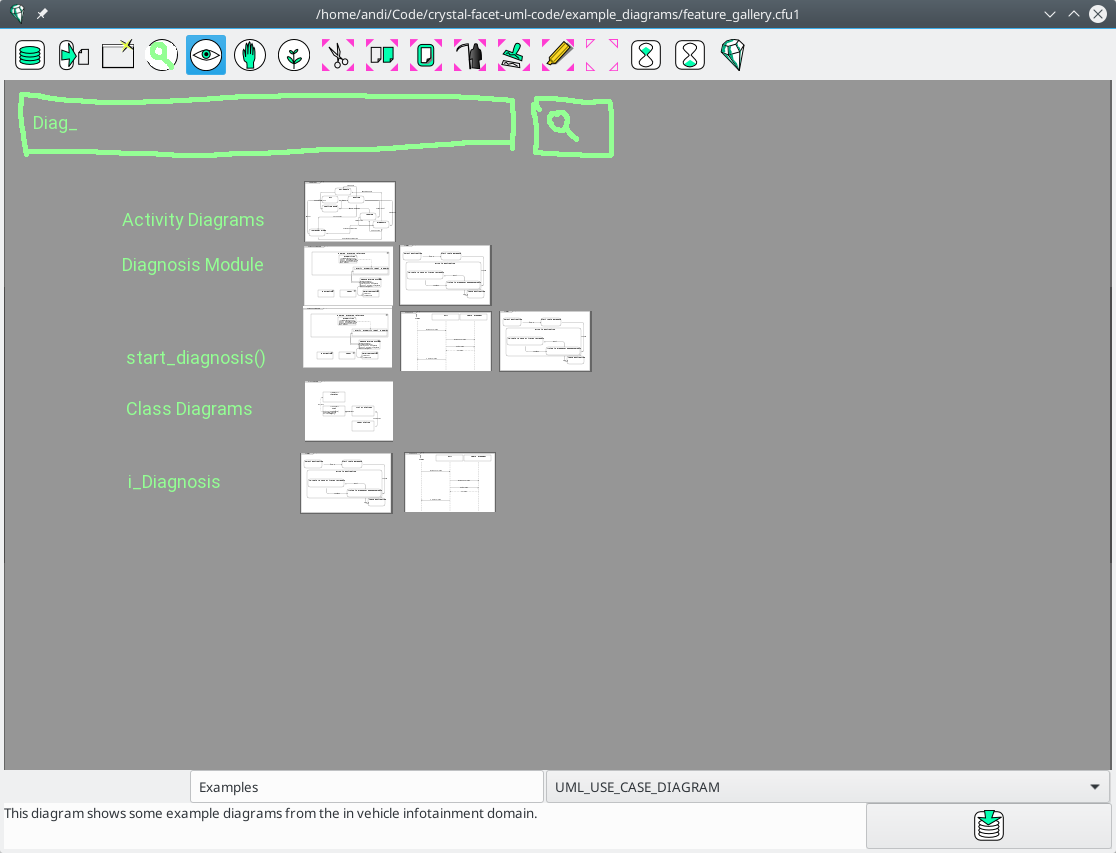 /home/andi/Code/crystal-facet-uml-code/example_diagrams/feature_gallery.cfu1
Diag_
Activity Diagrams
Diagnosis Module
start_diagnosis()
Class Diagrams
i_Diagnosis
Examples
UML_USE_CASE_DIAGRAM
This diagram shows some example diagrams from the in vehicle infotainment domain.